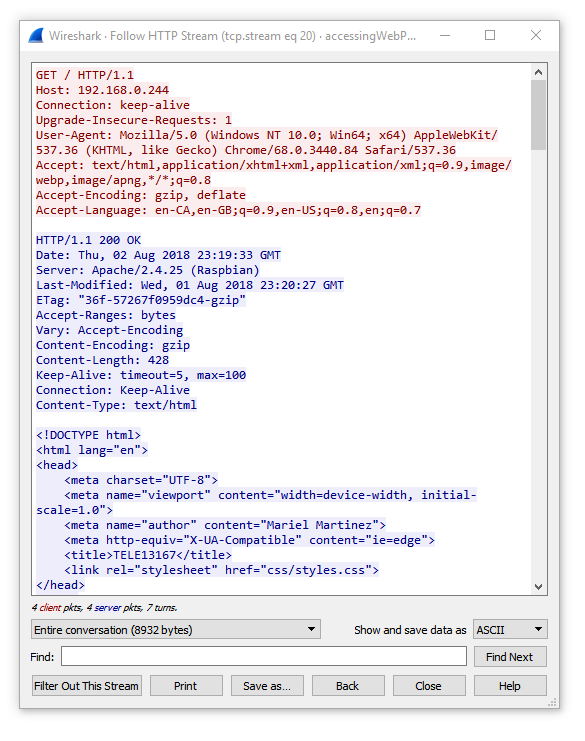 Wireshark · Follow HTTP Stream (tcp.stream eq 20) · accessingWebP...
GET / HTTP/1.1
Host: 192.168.0.244
Connection: keep-alive
Upgrade-Insecure-Requests: 1
User-Agent: Mozilla/5.0 (Windows NT 10.0; Win64; x64) AppleWebKit/
537.36 (KHTML, like Gecko) Chrome/68.0.3440.84 Safari/537.36
Accept: text/html,application/xhtml+xml,application/xml;q=0.9,image/
webp,image/apng,*/*;q=0.8
Accept-Encoding: gzip, deflate
Accept-Language: en-CA,en-GB;q=0.9,en-US;q=0.8,en;q=0.7
HTTP/1.1 200 OK
Date: Thu, 02 Aug 2018 23:19:33 GMT
Server: Apache/2.4.25 (Raspbian)
Last-Modified: Wed, 01 Aug 2018 23:20:27 GMT
ETag: "36f-57267f0959dc4-gzip"
Accept-Ranges: bytes
Vary: Accept-Encoding
Content-Encoding: gzip
Content-Length: 428
Keep-Alive: timeout=5, max=100
Connection: Keep-Alive
Content-Type: text/html
<!DOCTYPE html>
<html lang="en">
<head>
    <meta charset="UTF-8">
    <meta name="viewport" content="width=device-width, initial-
scale=1.0">
    <meta name="author" content="Mariel Martinez">
    <meta http-equiv="X-UA-Compatible" content="ie=edge">
    <title>TELE13167</title>
    <link rel="stylesheet" href="css/styles.css">
</head>
4 client pkts, 4 server pkts, 7 turns.
Entire conversation (8932 bytes) Show and save data as ASCII
Find: Find Next
Filter Out This Stream Print Save as... Back Close Help